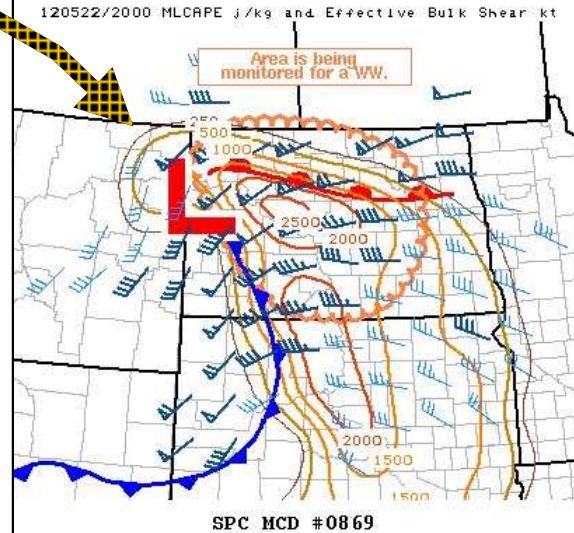 120522/2000 MLCAPE j/kg and Effective Bulk Shear kt
Area is being
monitored for a WW.
250
500
1000
2500
2000
L
2000
1500
1500
SPC MCD #0869